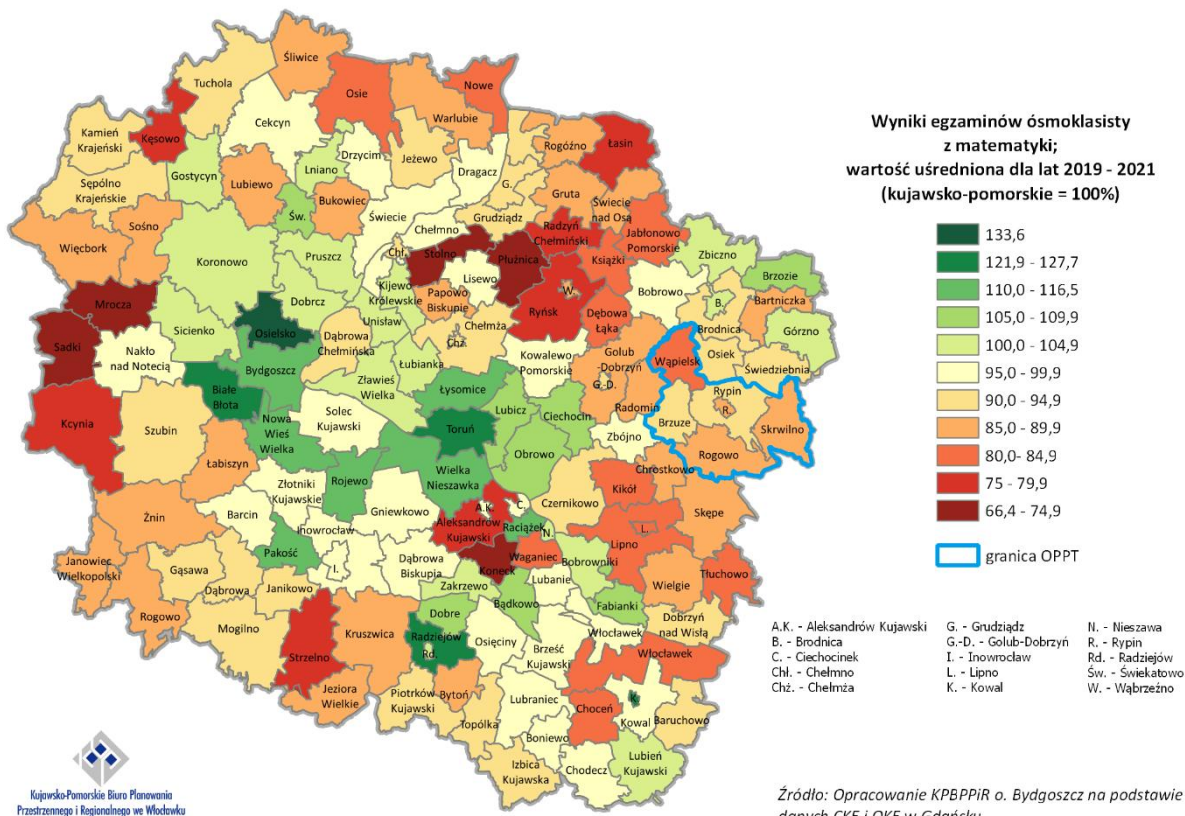 Śliwice
Tuchola
Osie
Nowe
Warlubie
Cekcyn
Kęsowo
Kamień
Krajeński
Rogóźno
Łasin
Drzycim
Jeżewo
Dragacz
G.
Gostycyn
Lniano
Lubiewo
Bukowiec
Św.
Gruta
Sępólno
Krajeńskie
Świecie
Grudziądz
Świecie
nad Osą
Sośno
Więcbork
Chełmno
Radzyń
Chełmiński
Jabłonowo
Pomorskie
Chł.
Stolno
Płużnica
Książki
Zbiczno
Brzozie
Koronowo
Pruszcz
Lisewo
Bobrowo
Bartniczka
Kijewo
Królewskie
Papowo
Biskupie
W.
B.
Mrocza
Dobrcz
Unisław
Ryńsk
Dębowa
Łąka
Górzno
Sicienko
Osielsko
Dąbrowa
Chełmińska
Chełmża
Chż.
Brodnica
Sadki
Nakło
nad Notecią
Łubianka
Kowalewo
Pomorskie
Golub
-Dobrzyń
G.-D.
Wąpielsk
Osiek
Świedziebnia
Bydgoszcz
Zławieś
Wielka
Łysomice
Białe
Błota
Rypin
R.
Radomin
Brzuze
Skrwilno
Kcynia
Szubin
Nowa
Wieś
Wielka
Solec
Kujawski
Toruń
Lubicz
Ciechocin
Zbójno
Rogowo
Obrowo
Łabiszyn
Rojewo
Wielka
Nieszawka
Chrostkowo
Złotniki
Kujawskie
Gniewkowo
Czernikowo
Kikół
Skępe
Żnin
Barcin
Inowrocław
A.K.
C.
Aleksandrów
Kujawski
Raciążek
N.
Lipno
L.
Pakość
I.
Dąbrowa
Biskupia
Koneck
Waganiec
Bobrowniki
Wielgie
Tłuchowo
Janowiec
Wielkopolski
Gąsawa
Dąbrowa
Janikowo
Zakrzewo
Lubanie
Bądkowo
Fabianki
Rogowo
Mogilno
Strzelno
Kruszwica
Dobre
Radziejów
Rd.
Osięciny
Dobrzyń
nad Wisłą
Włocławek
Brześć
Kujawski
Włocławek
Jeziora
Wielkie
Piotrków
Kujawski
Bytoń
Lubraniec
Choceń
K.
Kowal
Baruchowo
Topólka
Boniewo
Izbica
Kujawska
Chodecz
Lubień
Kujawski
Wyniki egzaminów ósmoklasisty
z matematyki;
wartość uśredniona dla lat 2019 - 2021
(kujawsko-pomorskie = 100%)
133,6
121,9 - 127,7
110,0 - 116,5
105,0 - 109,9
100,0 - 104,9
95,0 - 99,9
90,0 - 94,9
85,0 - 89,9
80,0- 84,9
75 - 79,9
66,4 - 74,9
granica OPPT
A.K. - Aleksandrów Kujawski
B. - Brodnica
C. - Ciechocinek
Chł. - Chełmno
Chż. - Chełmża
G. - Grudziądz
G.-D. - Golub-Dobrzyń
I. - Inowrocław
L. - Lipno
K. - Kowal
N. - Nieszawa
R. - Rypin
Rd. - Radziejów
Św. - Świekatowo
W. - Wąbrzeźno
Kujawsko-Pomorskie Biuro Planowania
Przestrzennego i Regionalnego we Włocławku
Źródło: Opracowanie KPBPPiR o. Bydgoszcz na podstawie
danych CKE i OKE w Gdańsku